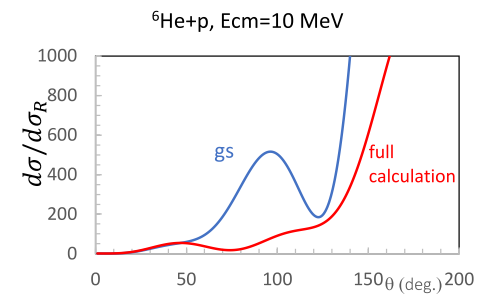 ⁶He+p, Ecm=10 MeV
1000
800
600
400
200
0
dσ/dσ_R
gs
full
calculation
0
50
100
150
200
θ (deg.)